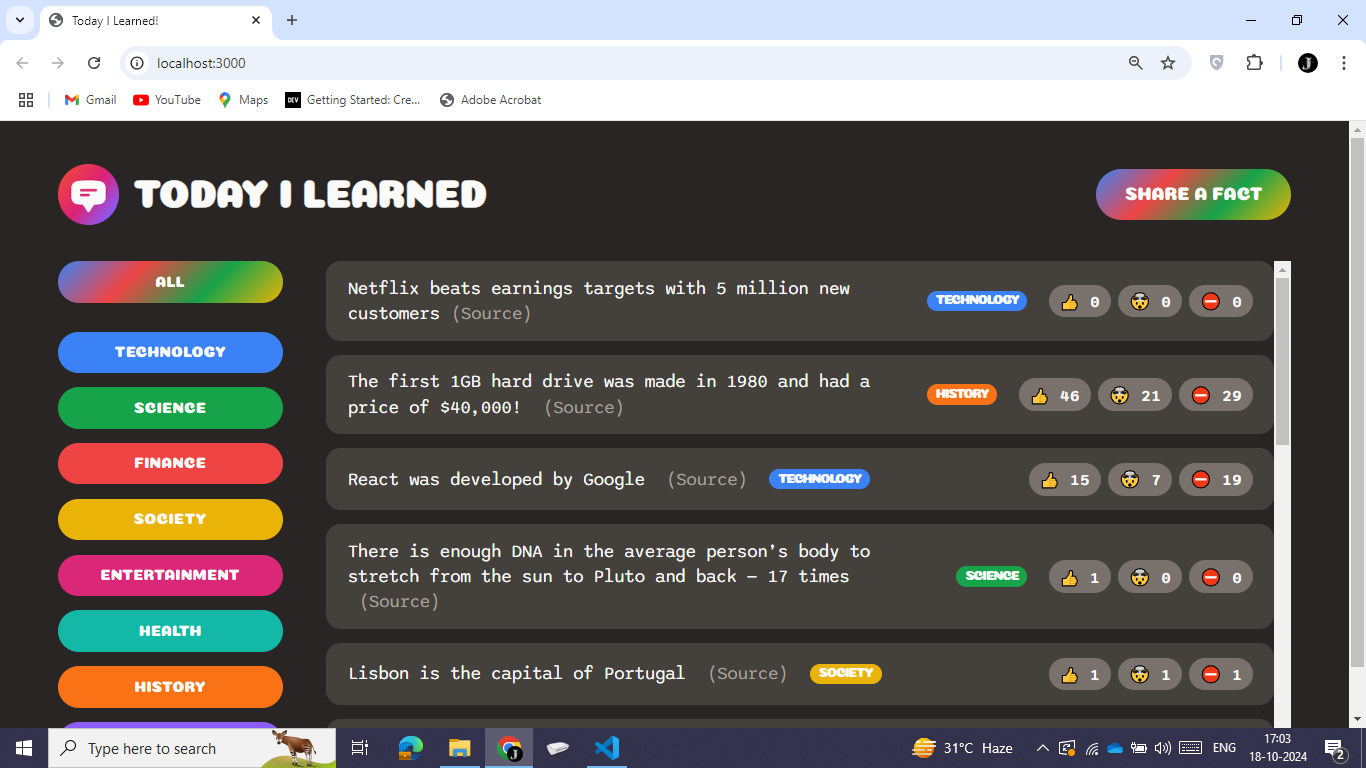 Today I Learned!
localhost:3000
Gmail
YouTube
Maps
DEV
Getting Started: Cre...
Adobe Acrobat
TODAY I LEARNED
SHARE A FACT
ALL
TECHNOLOGY
SCIENCE
FINANCE
SOCIETY
ENTERTAINMENT
HEALTH
HISTORY
Netflix beats earnings targets with 5 million new
customers (Source)
TECHNOLOGY
👍 0 🤯 0 ⛔ 0
The first 1GB hard drive was made in 1980 and had a
price of $40,000! (Source)
HISTORY
👍 46 🤯 21 ⛔ 29
React was developed by Google (Source) TECHNOLOGY
👍 15 🤯 7 ⛔ 19
There is enough DNA in the average person’s body to
stretch from the sun to Pluto and back – 17 times
(Source)
SCIENCE
👍 1 🤯 0 ⛔ 0
Lisbon is the capital of Portugal (Source) SOCIETY
👍 1 🤯 1 ⛔ 1
Type here to search
31°C Haze
ENG
17:03
18-10-2024
2